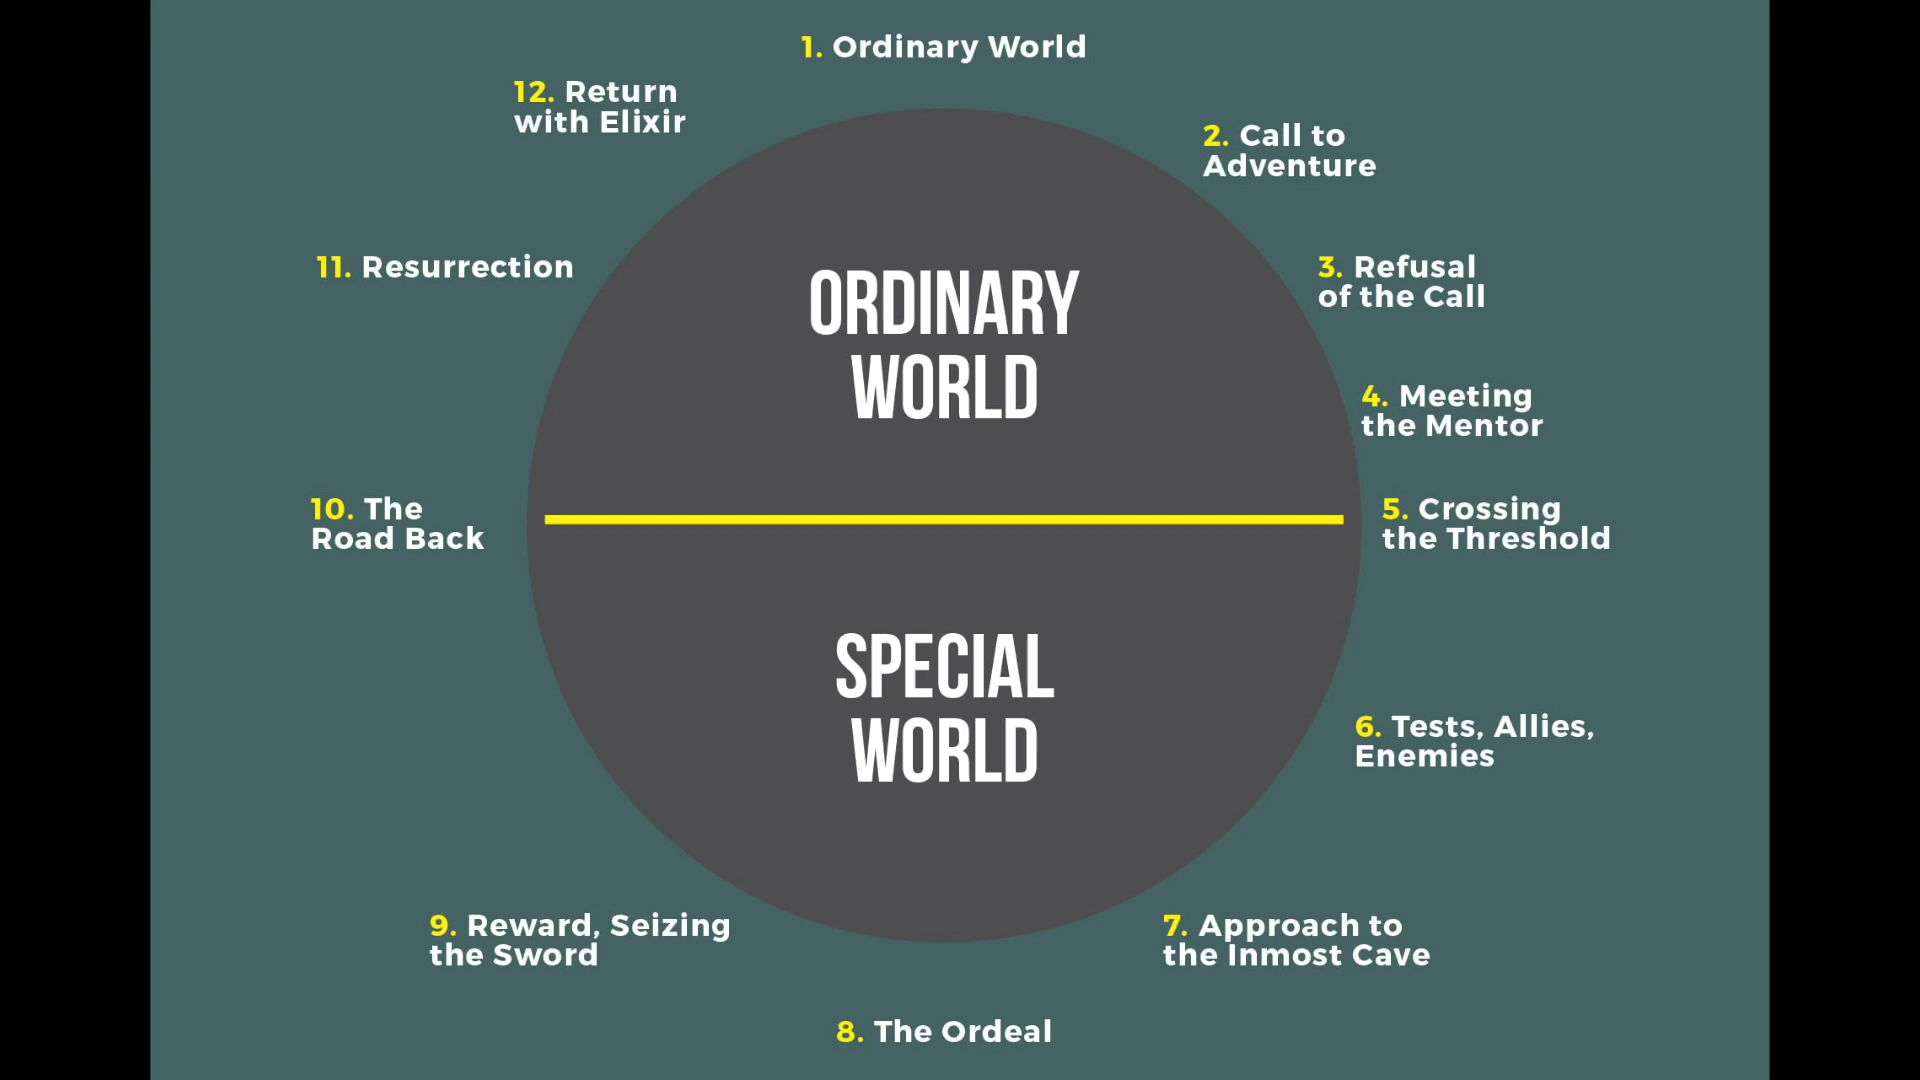 1. Ordinary World
12. Return
with Elixir
2. Call to
Adventure
11. Resurrection
3. Refusal
of the Call
ORDINARY
WORLD
4. Meeting
the Mentor
10. The
Road Back
5. Crossing
the Threshold
SPECIAL
WORLD
6. Tests, Allies,
Enemies
9. Reward, Seizing
the Sword
7. Approach to
the Inmost Cave
8. The Ordeal